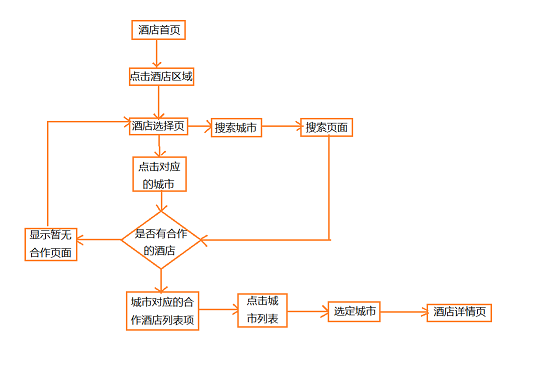 酒店首页
点击酒店区域
酒店选择页
搜索城市
搜索页面
点击对应
的城市
是否有合作
的酒店
显示暂无
合作页面
城市对应的合
作酒店列表项
点击城
市列表
选定城市
酒店详情页